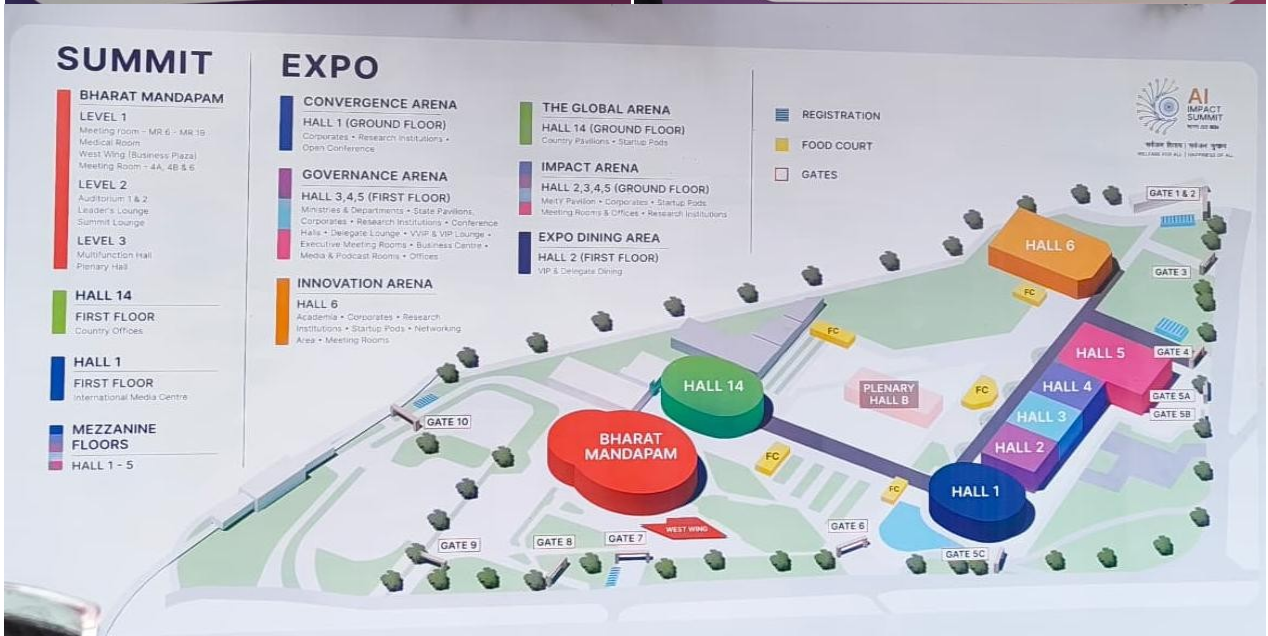 SUMMIT
BHARAT MANDAPAM
LEVEL 1
Meeting room - MR 6 - MR 19
Medical Room
West Wing (Business Plaza)
Meeting Room - 4A, 4B & 6
LEVEL 2
Auditorium 1 & 2
Leader's Lounge
Summit Lounge
LEVEL 3
Multifunction Hall
Plenary Hall
HALL 14
FIRST FLOOR
Country Offices
HALL 1
FIRST FLOOR
International Media Centre
MEZZANINE
FLOORS
HALL 1 - 5
EXPO
CONVERGENCE ARENA
HALL 1 (GROUND FLOOR)
Corporates • Research Institutions •
Open Conference
GOVERNANCE ARENA
HALL 3,4,5 (FIRST FLOOR)
Ministries & Departments • State Pavilions,
Corporates • Research Institutions • Conference
Halls • Delegate Lounge • VVIP & VIP Lounge •
Executive Meeting Rooms • Business Centre •
Media & Podcast Rooms • Offices
INNOVATION ARENA
HALL 6
Academia • Corporates • Research
Institutions • Startup Pods • Networking
Area • Meeting Rooms
THE GLOBAL ARENA
HALL 14 (GROUND FLOOR)
Country Pavilions • Startup Pods
IMPACT ARENA
HALL 2,3,4,5 (GROUND FLOOR)
MeitY Pavilion • Corporates • Startup Pods
Meeting Rooms & Offices • Research Institutions
EXPO DINING AREA
HALL 2 (FIRST FLOOR)
VIP & Delegate Dining
REGISTRATION
FOOD COURT
GATES
AI
IMPACT
SUMMIT
सर्वजन हिताय | सर्वजन सुखाय
WELFARE FOR ALL | HAPPINESS OF ALL
GATE 1 & 2
HALL 6
GATE 3
FC
FC
HALL 5
GATE 4
HALL 14
PLENARY
HALL B
FC
HALL 4
GATE 5A
GATE 5B
HALL 3
GATE 10
BHARAT
MANDAPAM
HALL 2
FC
FC
HALL 1
WEST WING
GATE 6
GATE 7
GATE 8
GATE 9
GATE 5C